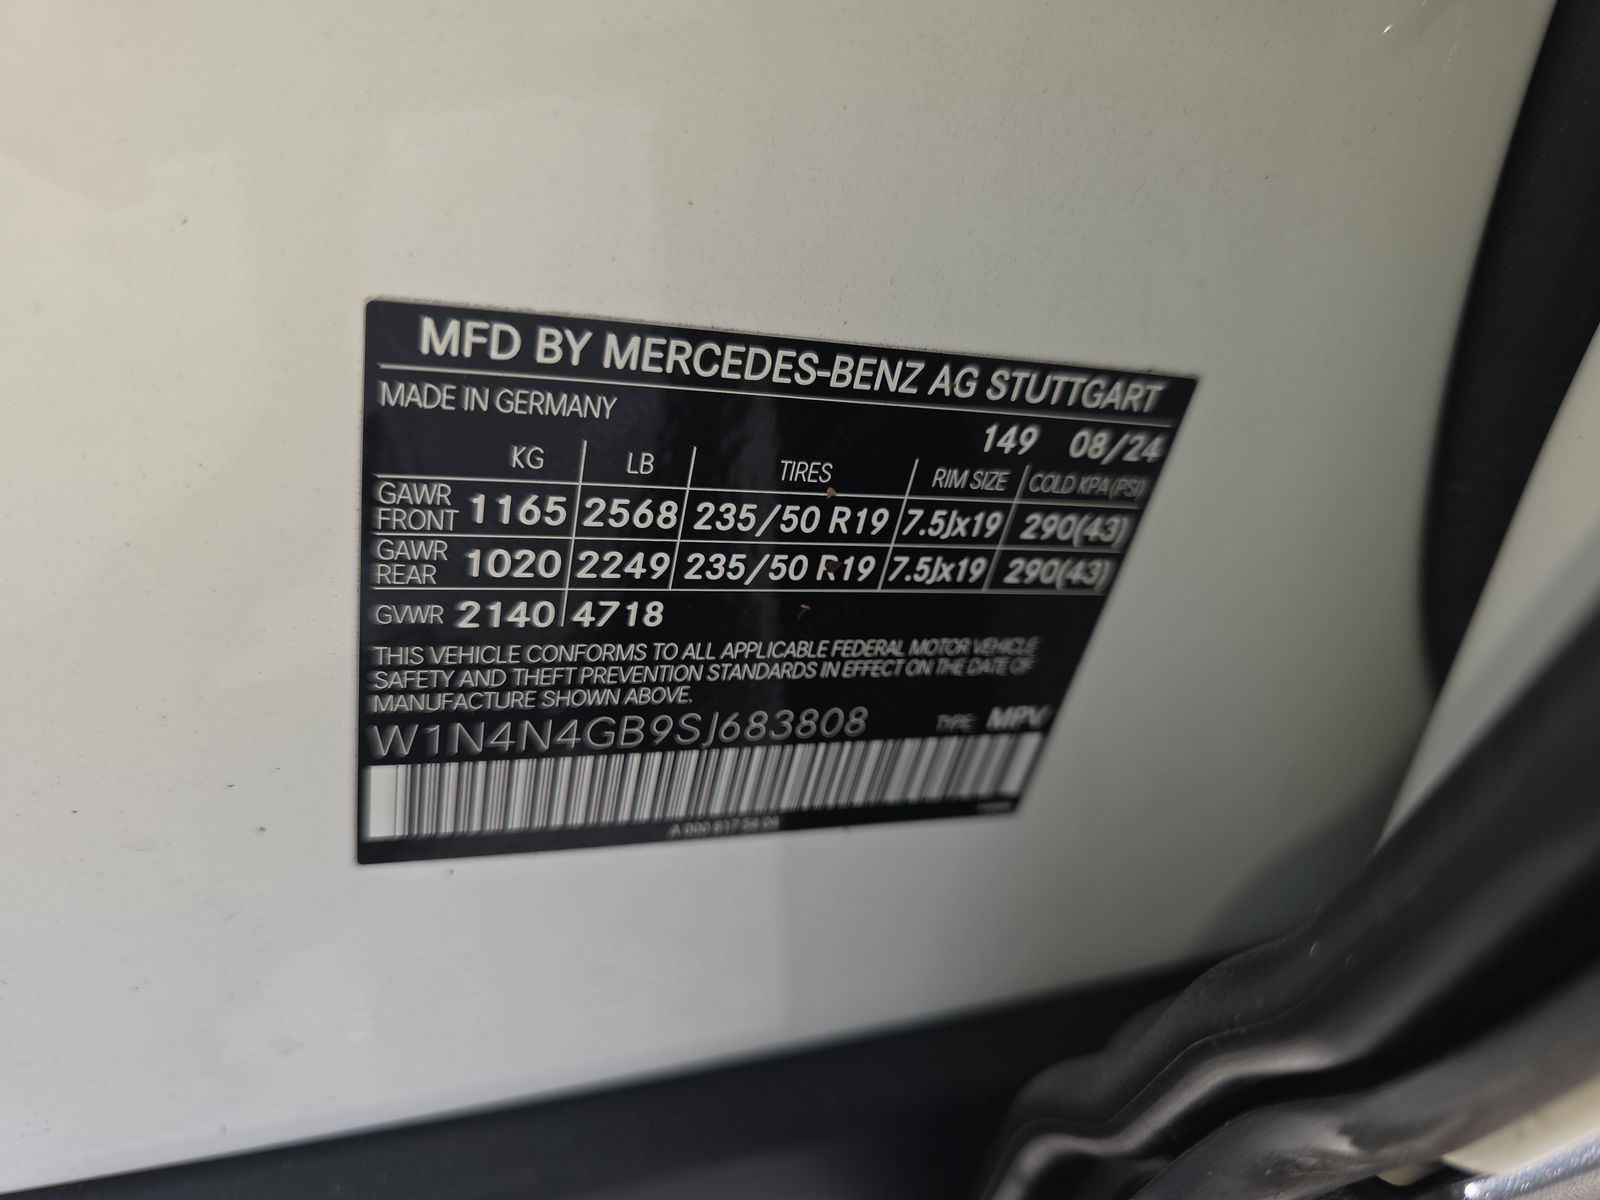 MFD BY MERCEDES-BENZ AG STUTTGART
MADE IN GERMANY
149 08/24
KG LB TIRES RIM SIZE COLD KPA(PSI)
GAWR FRONT 1165 2568 235/50 R19 7.5Jx19 290(43)
GAWR REAR 1020 2249 235/50 R19 7.5Jx19 290(43)
GVWR 2140 4718
THIS VEHICLE CONFORMS TO ALL APPLICABLE FEDERAL MOTOR VEHICLE
SAFETY AND THEFT PREVENTION STANDARDS IN EFFECT ON THE DATE OF
MANUFACTURE SHOWN ABOVE.
W1N4N4GB9SJ683808 TYPE: MPV
A 000 817